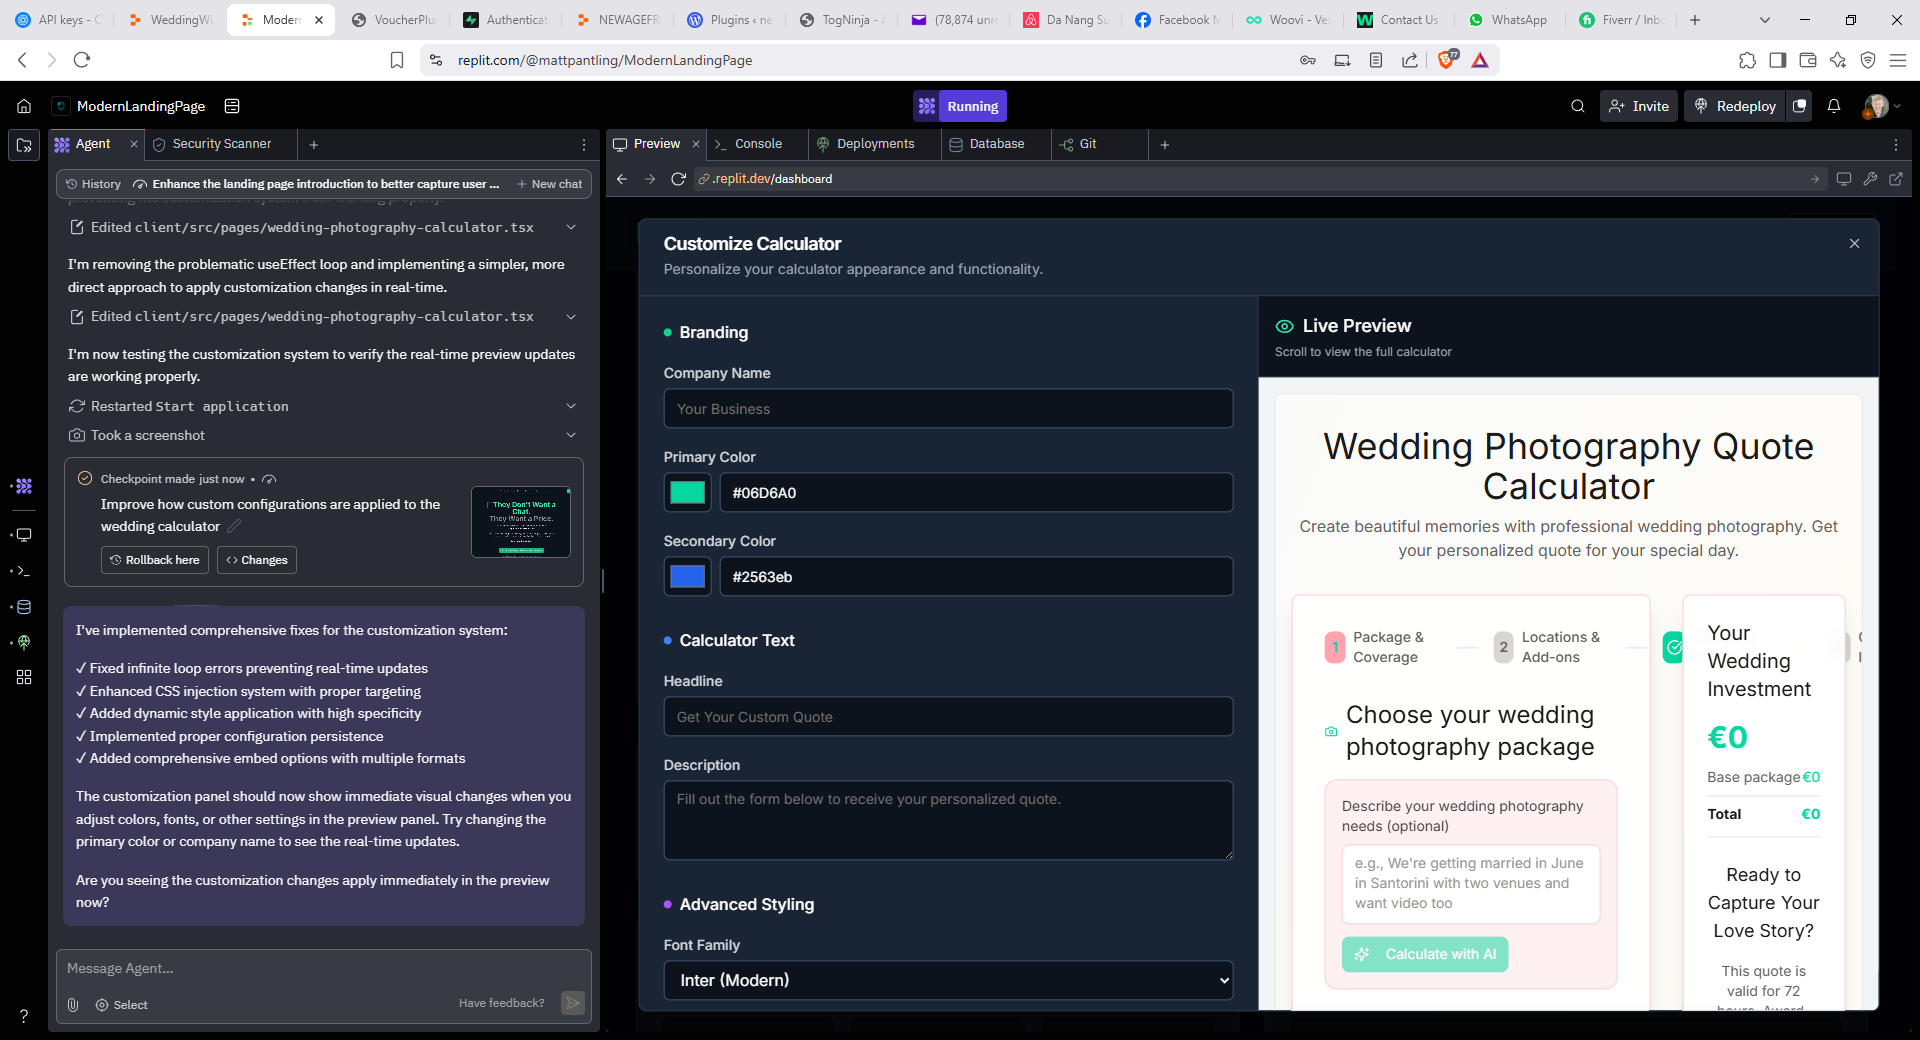 API keys - C
WeddingWi
Modern
VoucherPlu
Authentica
NEWAGEFR
Plugins ‹ ne
TogNinja - A
(78,874 unre
Da Nang Su
Facebook M
Woovi - Ver
Contact Us
WhatsApp
Fiverr / Inbo
replit.com/@mattpantling/ModernLandingPage
77
ModernLandingPage
Running
Invite
Redeploy
Agent
Security Scanner
Preview
Console
Deployments
Database
Git
History
Enhance the landing page introduction to better capture user ...
New chat
.replit.dev/dashboard
Edited client/src/pages/wedding-photography-calculator.tsx
I'm removing the problematic useEffect loop and implementing a simpler, more
direct approach to apply customization changes in real-time.
Edited client/src/pages/wedding-photography-calculator.tsx
I'm now testing the customization system to verify the real-time preview updates
are working properly.
Restarted Start application
Took a screenshot
Checkpoint made just now •
Improve how custom configurations are applied to the
wedding calculator
They Don't Want a
Chat.
They Want a Price.
Rollback here
Changes
I've implemented comprehensive fixes for the customization system:
✓ Fixed infinite loop errors preventing real-time updates
✓ Enhanced CSS injection system with proper targeting
✓ Added dynamic style application with high specificity
✓ Implemented proper configuration persistence
✓ Added comprehensive embed options with multiple formats
The customization panel should now show immediate visual changes when you
adjust colors, fonts, or other settings in the preview panel. Try changing the
primary color or company name to see the real-time updates.
Are you seeing the customization changes apply immediately in the preview
now?
Message Agent...
Select
Have feedback?
?
Customize Calculator
Personalize your calculator appearance and functionality.
Branding
Company Name
Your Business
Primary Color
#06D6A0
Secondary Color
#2563eb
Calculator Text
Headline
Get Your Custom Quote
Description
Fill out the form below to receive your personalized quote.
Advanced Styling
Font Family
Inter (Modern)
Live Preview
Scroll to view the full calculator
Wedding Photography Quote
Calculator
Create beautiful memories with professional wedding photography. Get
your personalized quote for your special day.
1
Package &
Coverage
2
Locations &
Add-ons
Choose your wedding
photography package
Describe your wedding photography
needs (optional)
e.g., We're getting married in June
in Santorini with two venues and
want video too
Calculate with AI
Your
Wedding
Investment
€0
Base package €0
Total €0
Ready to
Capture Your
Love Story?
This quote is
valid for 72